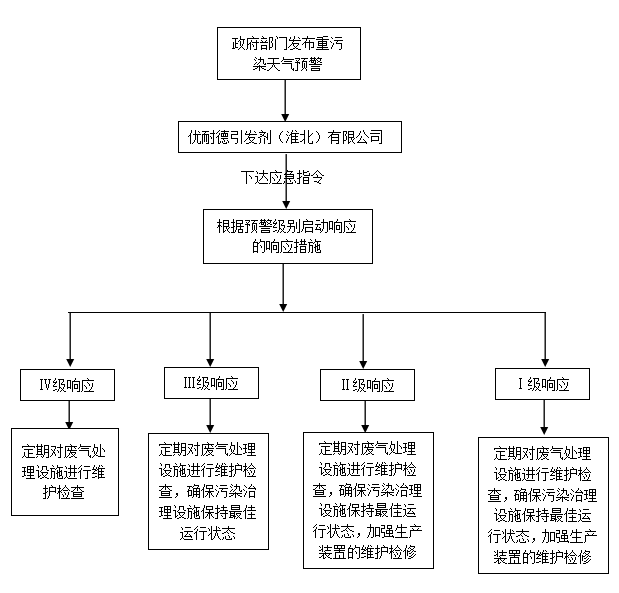 政府部门发布重污
染天气预警
优耐德引发剂（淮北）有限公司
下达应急指令
根据预警级别启动响应
的响应措施
Ⅳ级响应
Ⅲ级响应
Ⅱ级响应
Ⅰ级响应
定期对废气处
理设施进行维
护检查
定期对废气处理
设施进行维护检
查，确保污染治
理设施保持最佳
运行状态
定期对废气处理
设施进行维护检
查，确保污染治理
设施保持最佳运
行状态，加强生产
装置的维护检修
定期对废气处理
设施进行维护检
查，确保污染治理
设施保持最佳运
行状态，加强生产
装置的维护检修